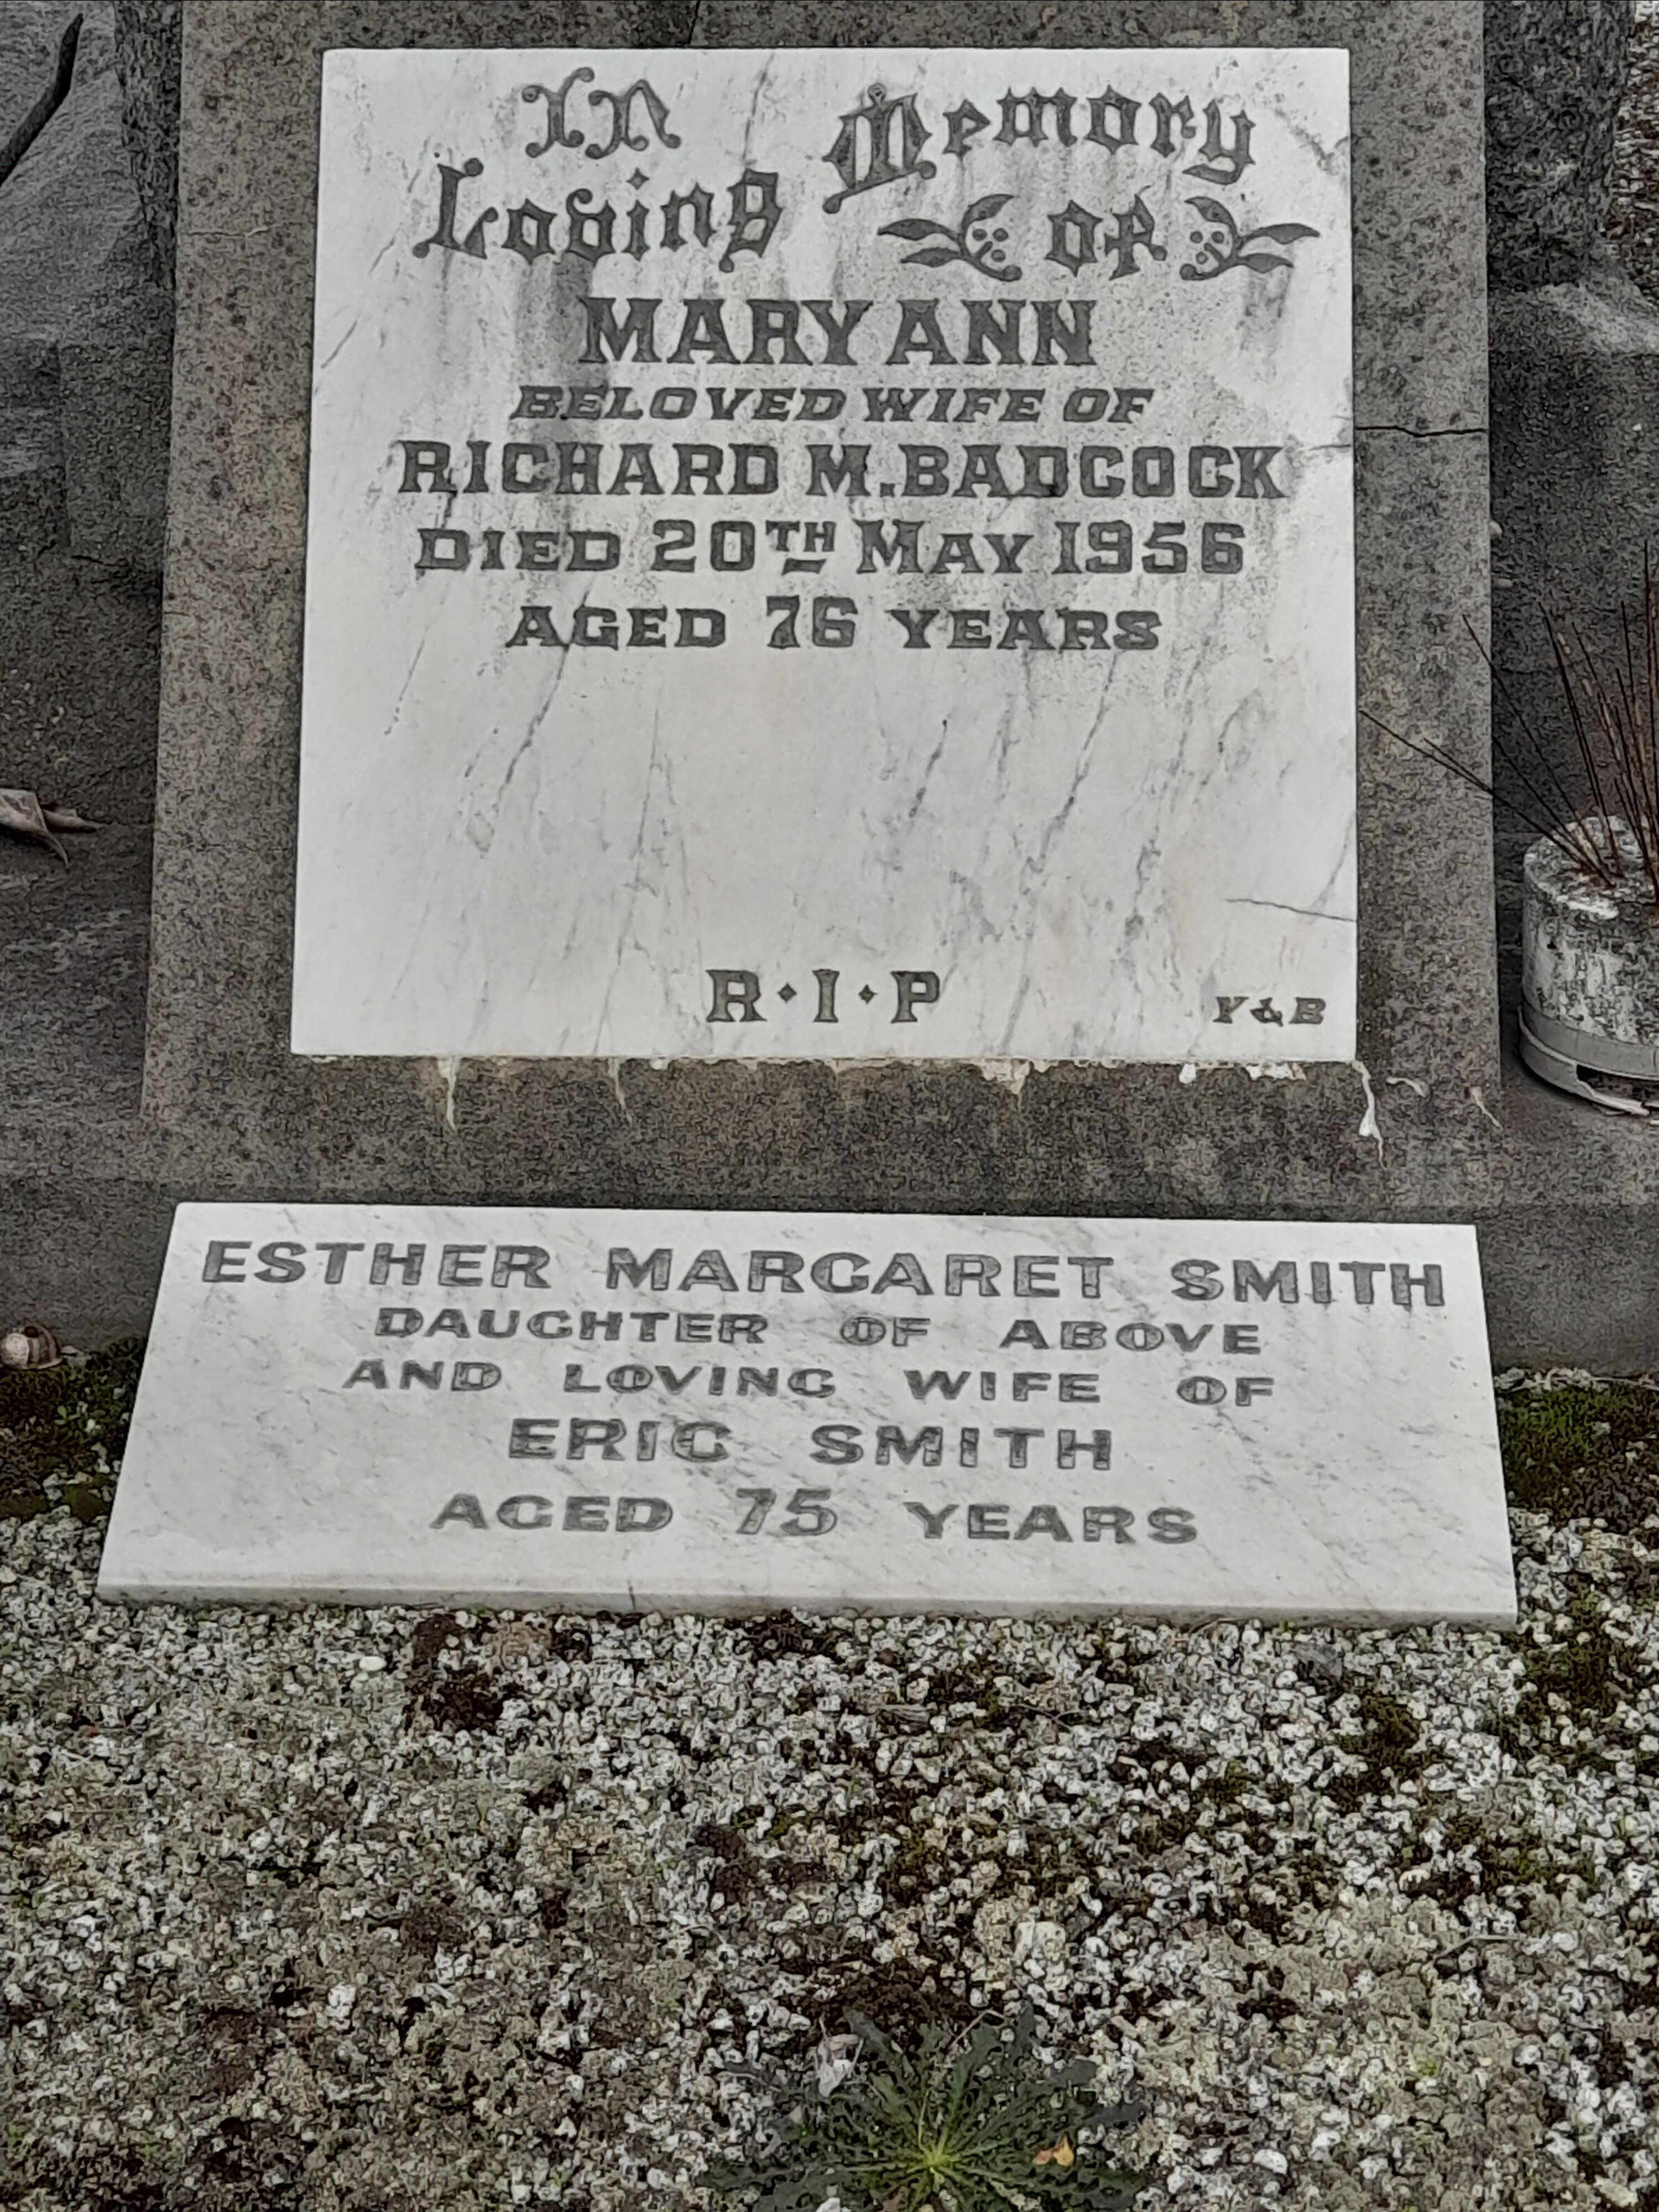 In Memory
Loving of
MARY ANN
BELOVED WIFE OF
RICHARD M. BADCOCK
DIED 20TH MAY 1956
AGED 76 YEARS
R·I·P
Y & B
ESTHER MARGARET SMITH
DAUGHTER OF ABOVE
AND LOVING WIFE OF
ERIC SMITH
AGED 75 YEARS